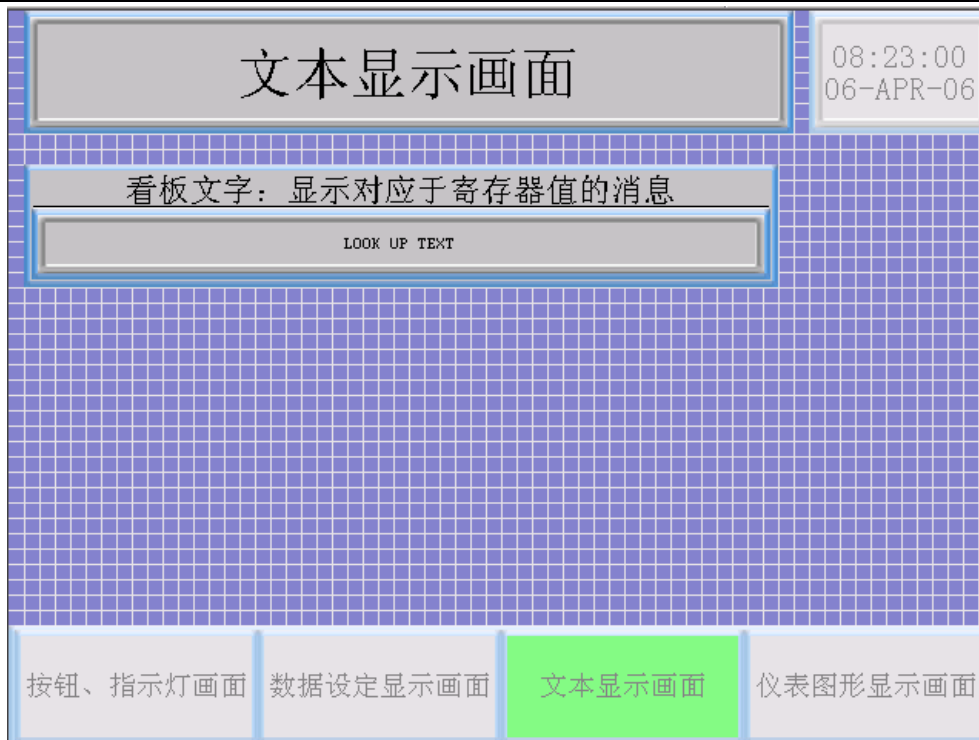 文本显示画面
08:23:00
06-APR-06
看板文字：显示对应于寄存器值的消息
LOOK UP TEXT
按钮、指示灯画面
数据设定显示画面
文本显示画面
仪表图形显示画面